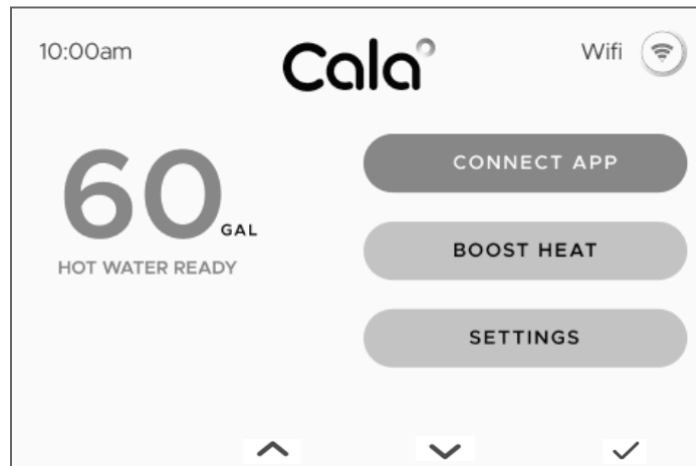 10:00am
Cala
Wifi
60 GAL
HOT WATER READY
CONNECT APP
BOOST HEAT
SETTINGS